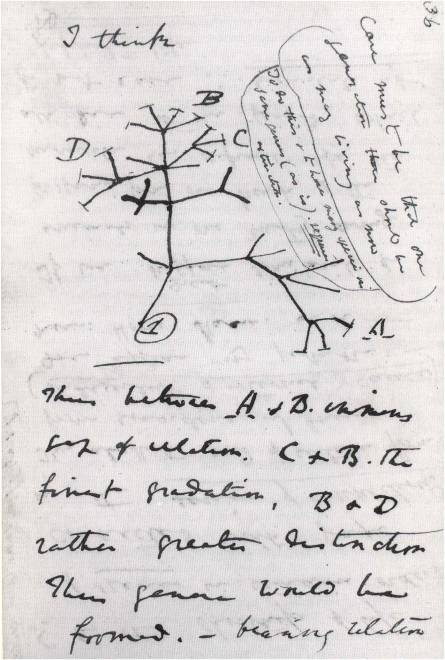 36
I think
Case must be that one
generation then should be
as many living as now
To do this & to have many species in
same genus (as is). requires
extinction.
B
C
D
A
1
Thus between A & B. immense
gap of relation. C & B. the
finest gradation, B & D
rather greater distinction
Thus genera would be
formed. — bearing relation